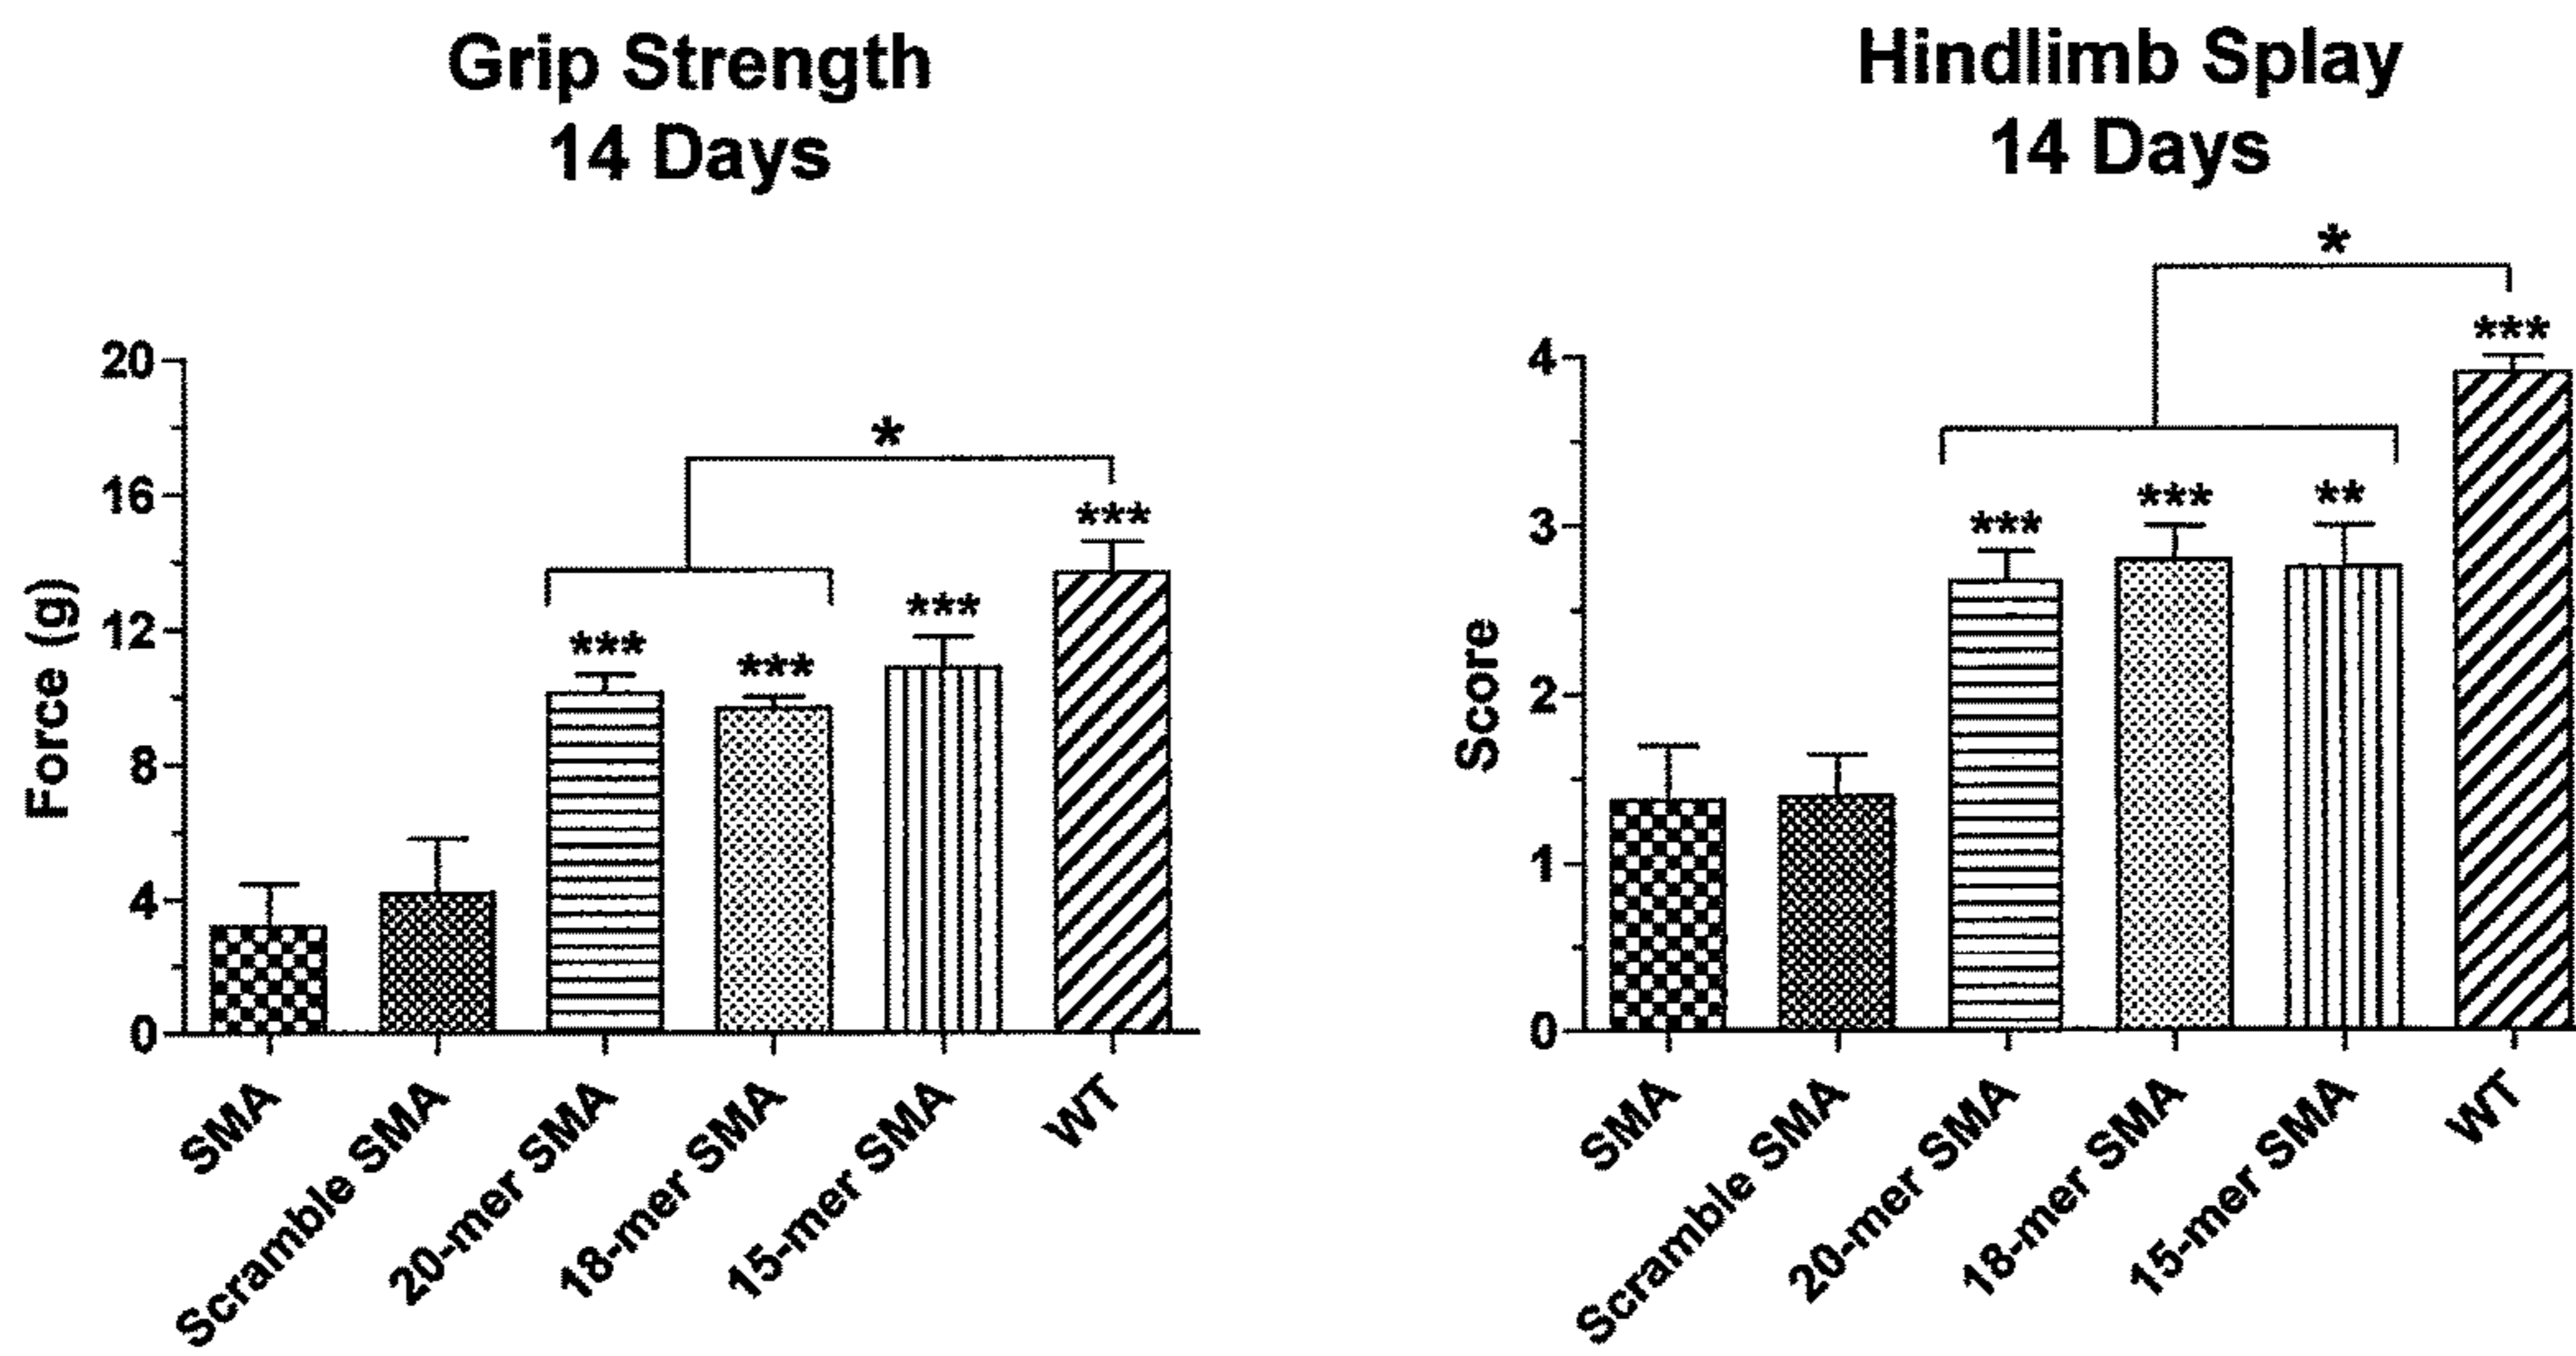 Grip Strength
14 Days
Force (g)
20
16
12
8
4
0
*
***
***
***
***
SMA
Scramble SMA
20-mer SMA
18-mer SMA
15-mer SMA
WT
Hindlimb Splay
14 Days
Score
4
3
2
1
0
*
***
***
**
***
SMA
Scramble SMA
20-mer SMA
18-mer SMA
15-mer SMA
WT